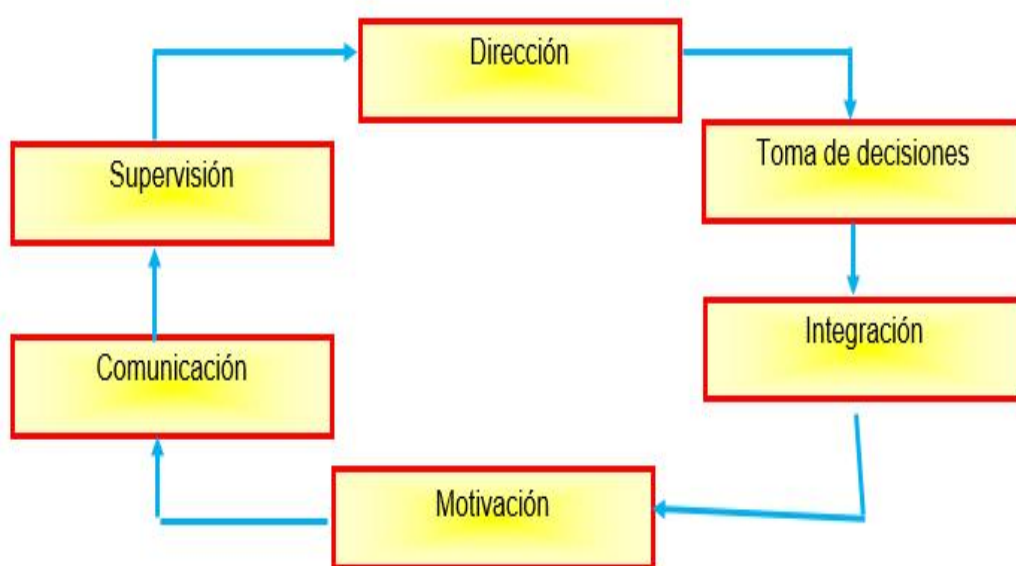 Dirección
Toma de decisiones
Integración
Motivación
Comunicación
Supervisión